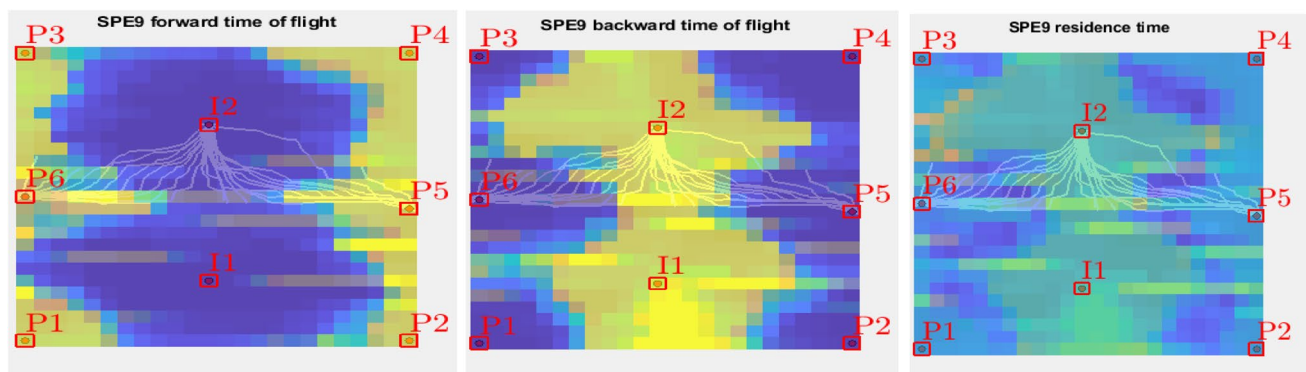 SPE9 forward time of flight
P3
P4
I2
P6
P5
I1
P1
P2
SPE9 backward time of flight
P3
P4
I2
P6
P5
I1
P1
P2
SPE9 residence time
P3
P4
I2
P6
P5
I1
P1
P2